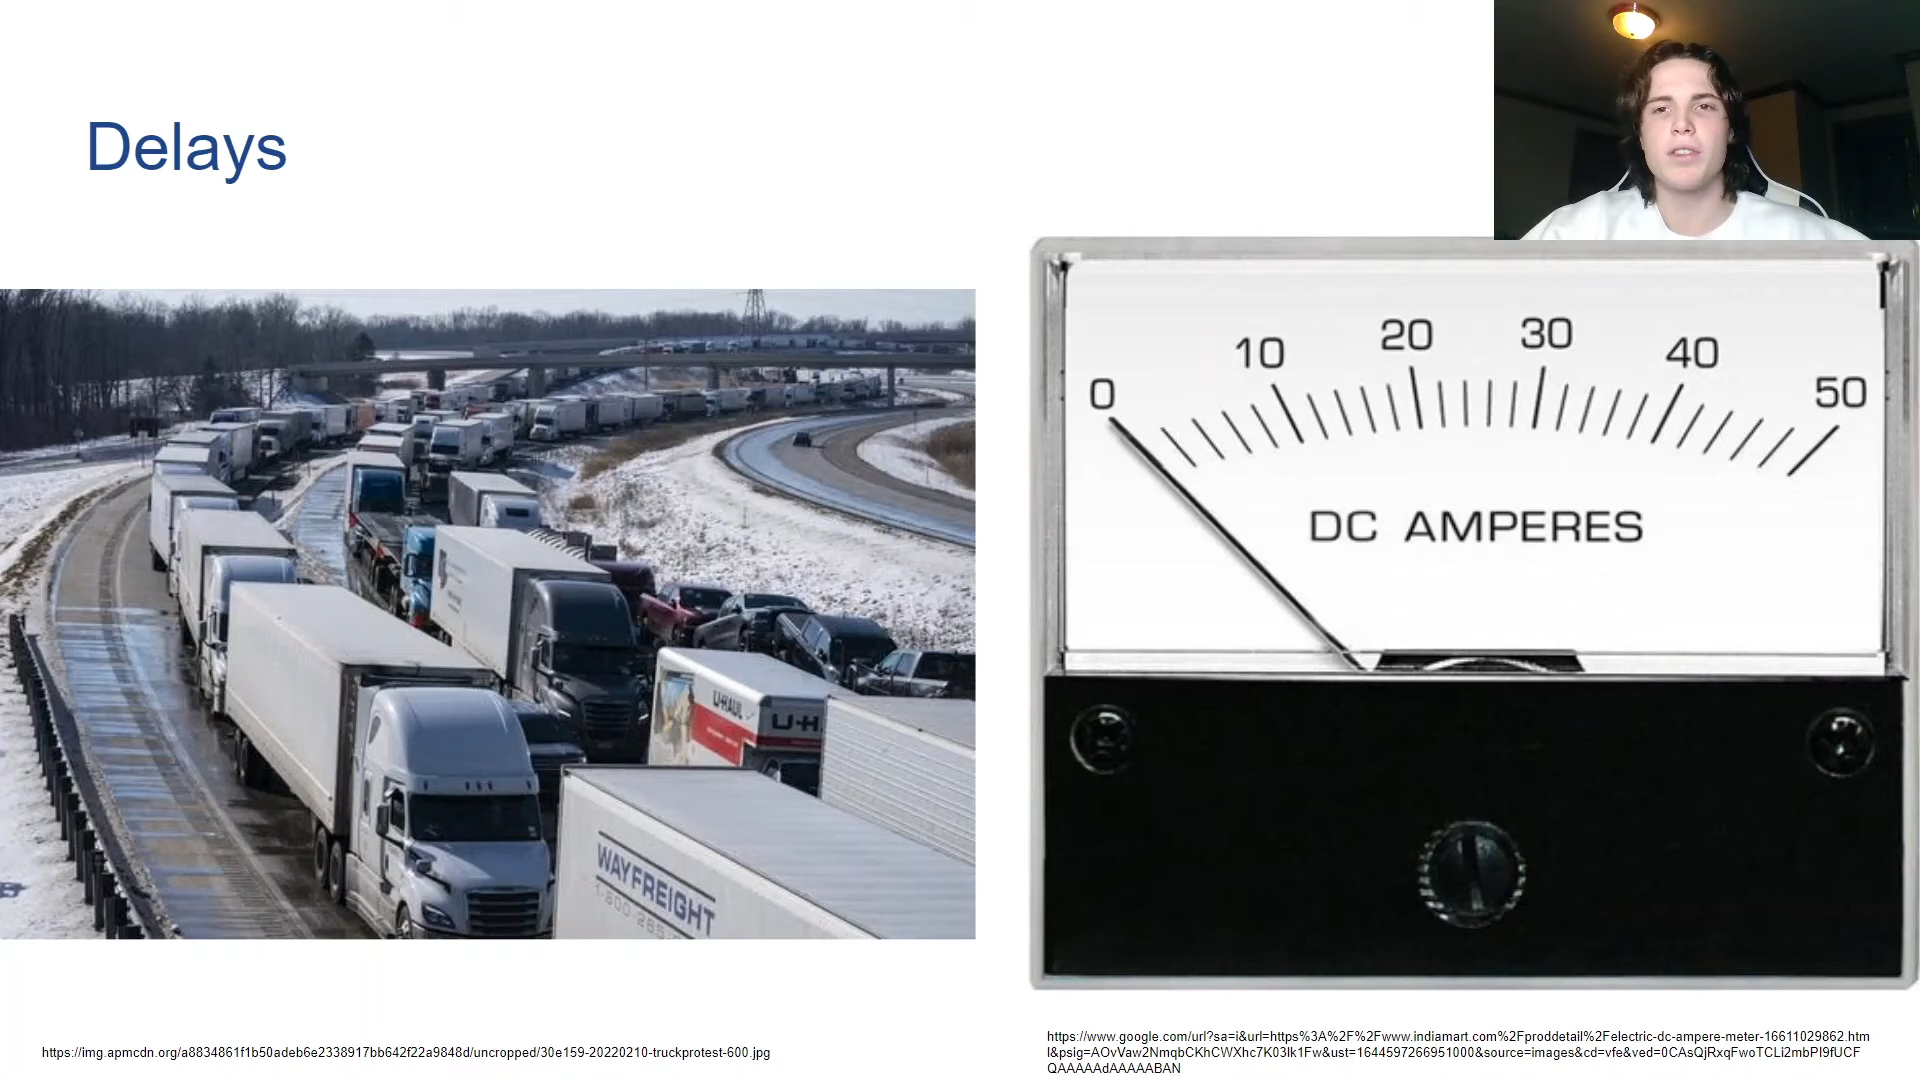 Delays
0
10
20
30
40
50
DC AMPERES
U-HAUL
U-H
WAYFREIGHT
https://img.apmcdn.org/a8834861f1b50adeb6e2338917bb642f22a9848d/uncropped/30e159-20220210-truckprotest-600.jpg
https://www.google.com/url?sa=i&url=https%3A%2F%2Fwww.indiamart.com%2Fproddetail%2Felectric-dc-ampere-meter-16611029862.htm
l&psig=AOvVaw2NmqbCKhCWXhc7K03Ik1Fw&ust=1644597266951000&source=images&cd=vfe&ved=0CAsQjRxqFwoTCLi2mbPI9fUCF
QAAAAAdAAAAABAN